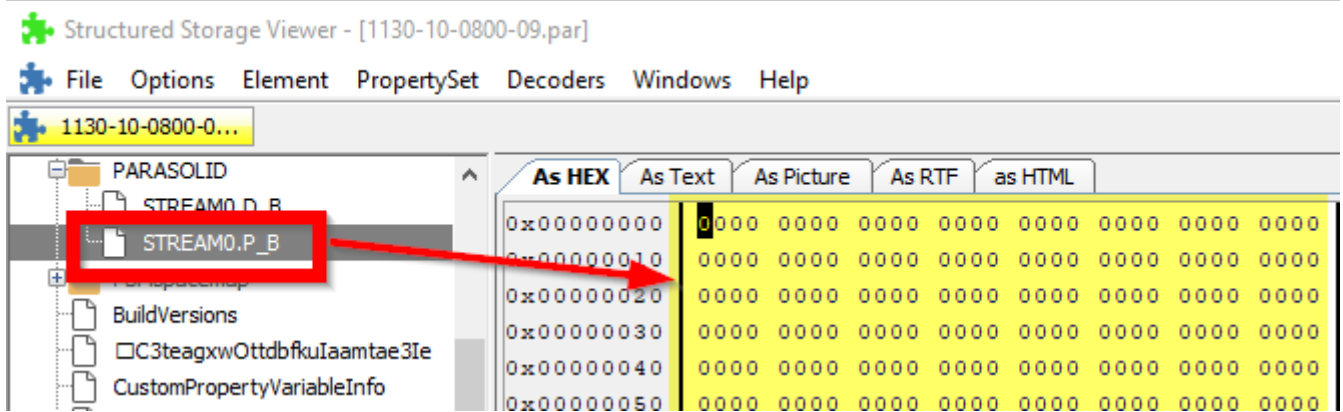 Structured Storage Viewer - [1130-10-0800-09.par]
File Options Element PropertySet Decoders Windows Help
1130-10-0800-0...
PARASOLID
STREAM0.D_B
STREAM0.P_B
BuildVersions
□C3teagxwOttdbfkuIaamtae3Ie
CustomPropertyVariableInfo
As HEX As Text As Picture As RTF as HTML
0x00000000 0000 0000 0000 0000 0000 0000 0000 0000
0x00000010 0000 0000 0000 0000 0000 0000 0000 0000
0x00000020 0000 0000 0000 0000 0000 0000 0000 0000
0x00000030 0000 0000 0000 0000 0000 0000 0000 0000
0x00000040 0000 0000 0000 0000 0000 0000 0000 0000
0x00000050 0000 0000 0000 0000 0000 0000 0000 0000